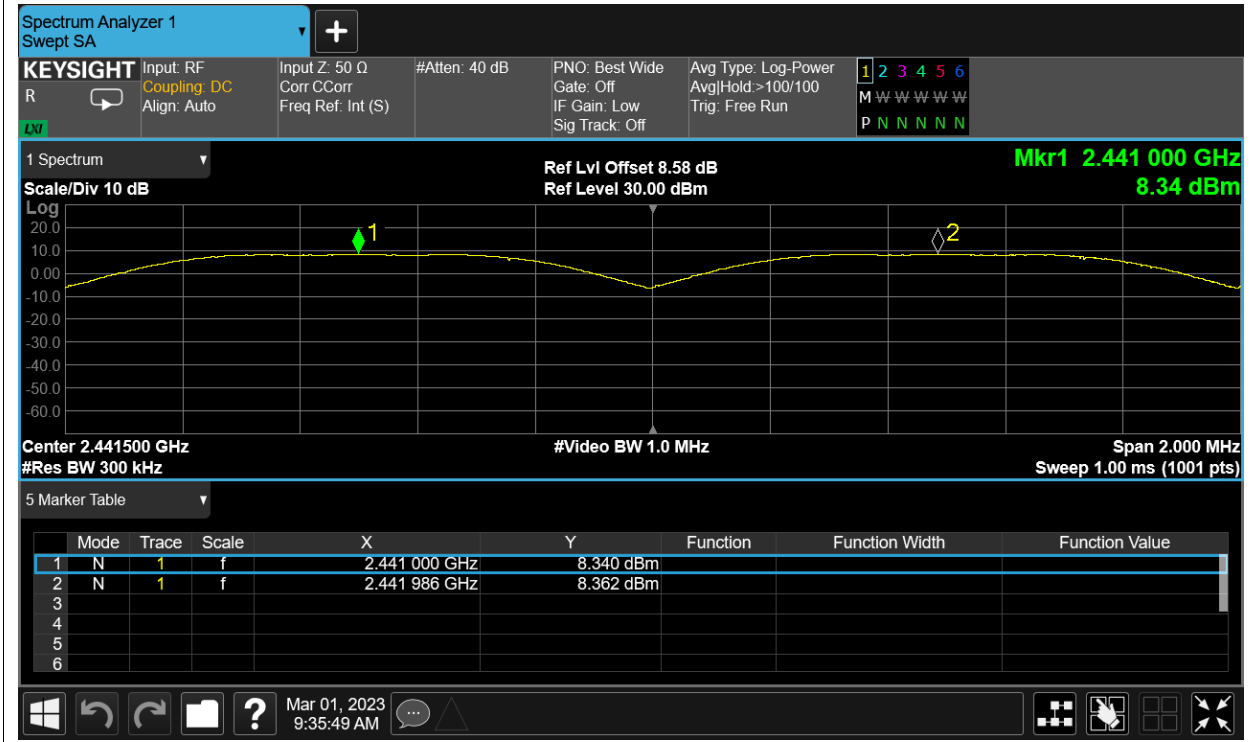 Spectrum Analyzer 1
Swept SA
+
KEYSIGHT Input: RF Input Z: 50 Ω #Atten: 40 dB PNO: Best Wide Avg Type: Log-Power 1 2 3 4 5 6
R Coupling: DC Corr CCorr Gate: Off Avg|Hold:>100/100 M W W W W W
Align: Auto Freq Ref: Int (S) IF Gain: Low Trig: Free Run
LXI Sig Track: Off P N N N N N
1 Spectrum Ref Lvl Offset 8.58 dB Mkr1 2.441 000 GHz
Scale/Div 10 dB Ref Level 30.00 dBm 8.34 dBm
Log
20.0
1 2
10.0
0.00
-10.0
-20.0
-30.0
-40.0
-50.0
-60.0
Center 2.441500 GHz #Video BW 1.0 MHz Span 2.000 MHz
#Res BW 300 kHz Sweep 1.00 ms (1001 pts)
5 Marker Table
Mode Trace Scale X Y Function Function Width Function Value
1 N 1 f 2.441 000 GHz 8.340 dBm
2 N 1 f 2.441 986 GHz 8.362 dBm
3
4
5
6
? Mar 01, 2023
9:35:49 AM